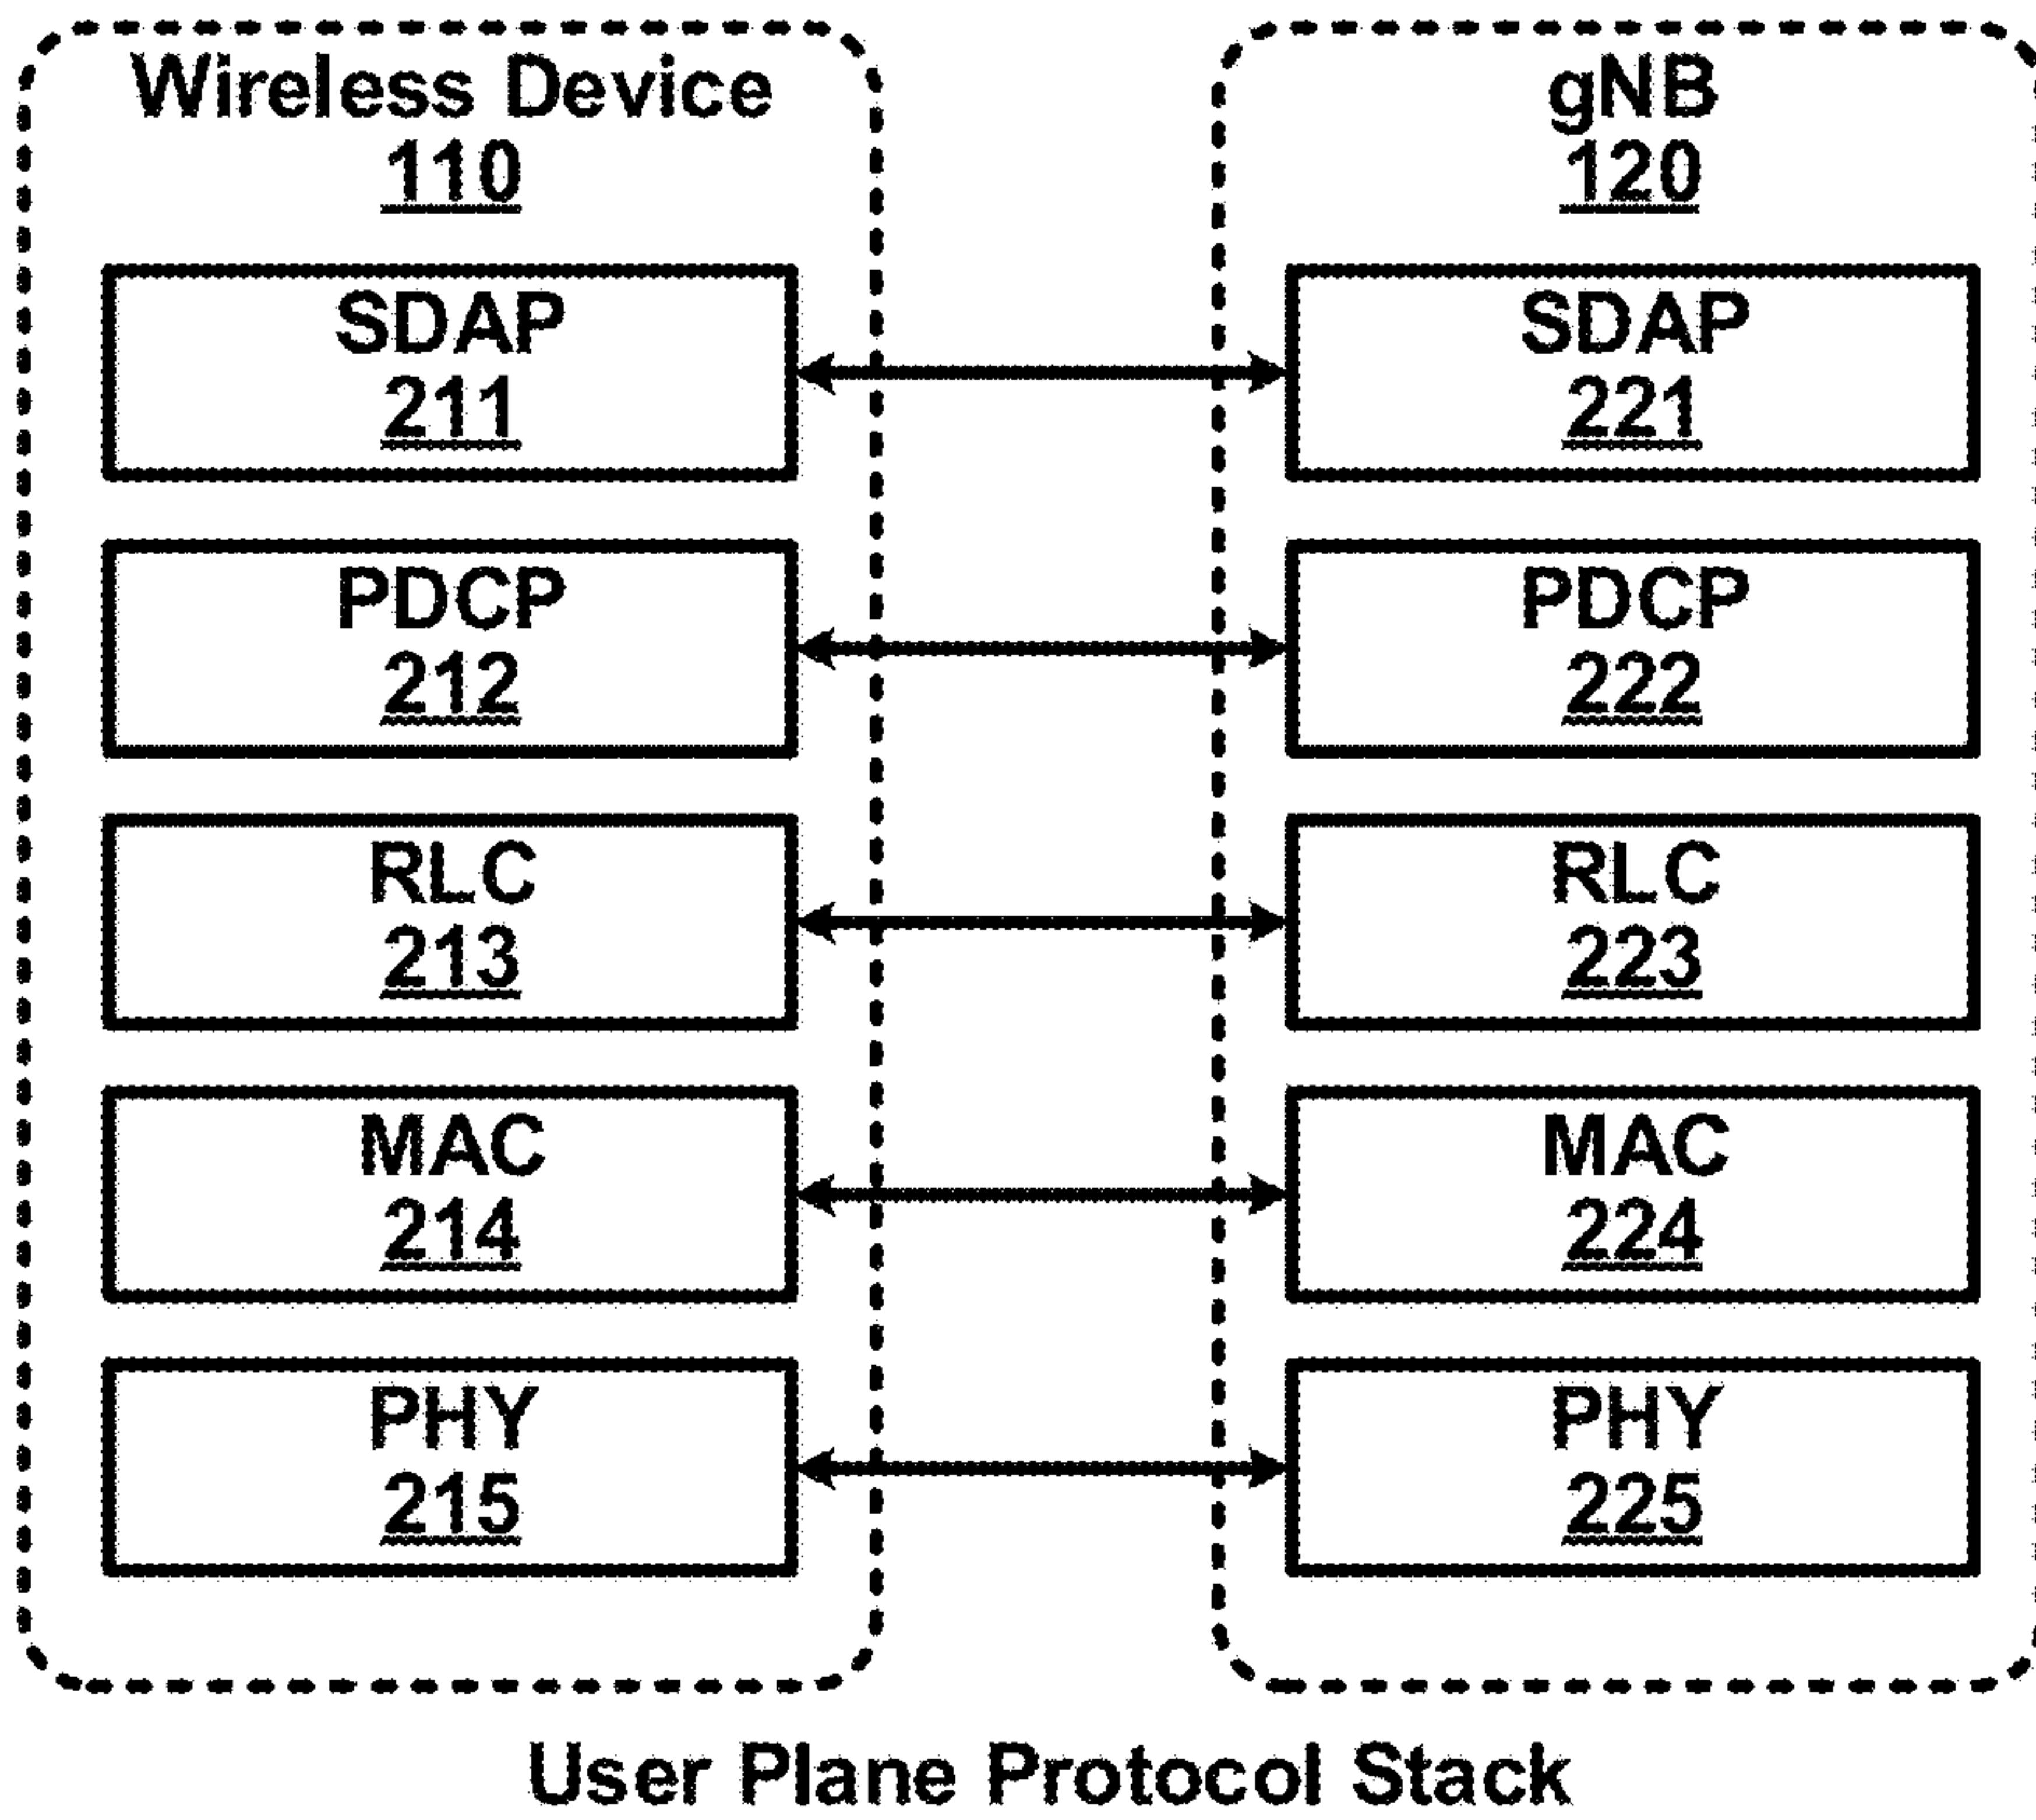 Wireless Device
110
gNB
120
SDAP
211
SDAP
221
PDCP
212
PDCP
222
RLC
213
RLC
223
MAC
214
MAC
224
PHY
215
PHY
225
User Plane Protocol Stack